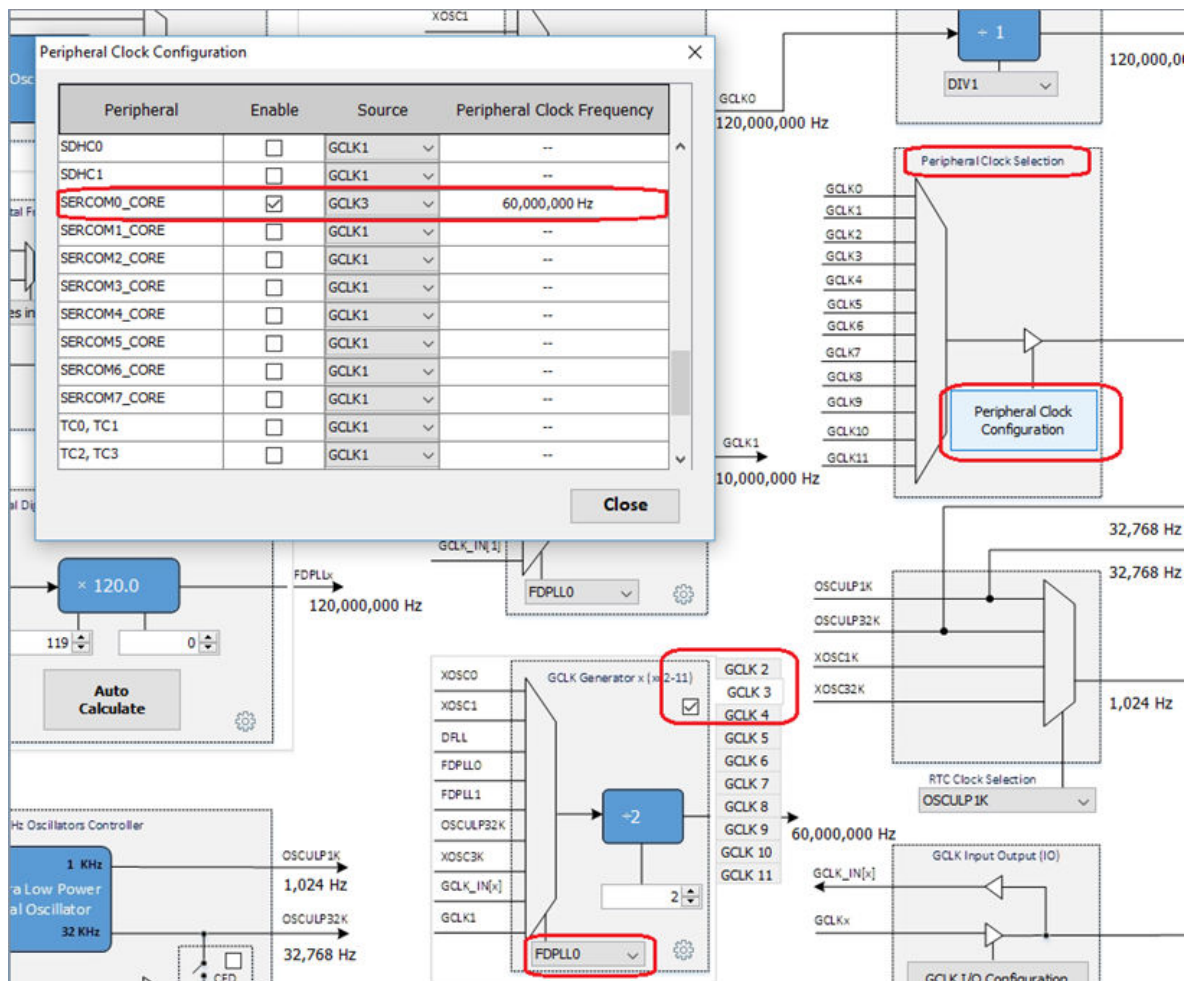 XOSC1
Peripheral Clock Configuration
Peripheral Enable Source Peripheral Clock Frequency
SDHC0 GCLK1 --
SDHC1 GCLK1 --
SERCOM0_CORE GCLK3 60,000,000 Hz
SERCOM1_CORE GCLK1 --
SERCOM2_CORE GCLK1 --
SERCOM3_CORE GCLK1 --
SERCOM4_CORE GCLK1 --
SERCOM5_CORE GCLK1 --
SERCOM6_CORE GCLK1 --
SERCOM7_CORE GCLK1 --
TC0, TC1 GCLK1 --
TC2, TC3 GCLK1 --
Close
÷ 1
DIV1
GCLK0
120,000,000 Hz
Peripheral Clock Selection
GCLK0
GCLK1
GCLK2
GCLK3
GCLK4
GCLK5
GCLK6
GCLK7
GCLK8
GCLK9
GCLK10
GCLK11
Peripheral Clock
Configuration
GCLK1
10,000,000 Hz
GCLK_IN[1]
FDPLL0
× 120.0
119
0
Auto
Calculate
FDPLLx
120,000,000 Hz
32,768 Hz
32,768 Hz
OSCULP1K
OSCULP32K
XOSC1K
XOSC32K
1,024 Hz
RTC Clock Selection
OSCULP1K
GCLK Generator x (x=2-11)
XOSC0
XOSC1
DFLL
FDPLL0
FDPLL1
OSCULP32K
XOSC3K
GCLK_IN[x]
GCLK1
÷2
2
FDPLL0
GCLK 2
GCLK 3
GCLK 4
GCLK 5
GCLK 6
GCLK 7
GCLK 8
GCLK 9
GCLK 10
GCLK 11
60,000,000 Hz
Hz Oscillators Controller
1 KHz
ra Low Power
al Oscillator
32 KHz
OSCULP1K
1,024 Hz
OSCULP32K
32,768 Hz
CFD
GCLK Input Output (IO)
GCLK_IN[x]
GCLKx
GCLK I/O Configuration